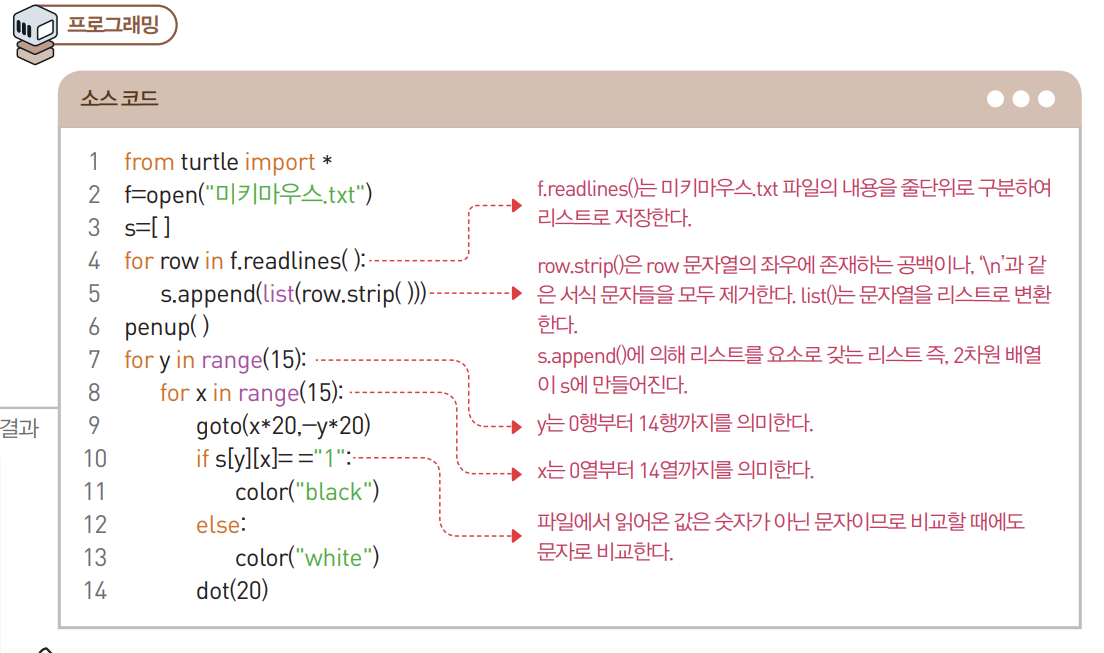 프로그래밍
소스 코드
1 from turtle import *
2 f=open("미키마우스.txt")
3 s=[ ]
4 for row in f.readlines( ):
5 s.append(list(row.strip( )))
6 penup( )
7 for y in range(15):
8 for x in range(15):
9 goto(x*20,–y*20)
10 if s[y][x]= ="1":
11 color("black")
12 else:
13 color("white")
14 dot(20)
f.readlines()는 미키마우스.txt 파일의 내용을 줄단위로 구분하여
리스트로 저장한다.
row.strip()은 row 문자열의 좌우에 존재하는 공백이나, ‘\n’과 같
은 서식 문자들을 모두 제거한다. list()는 문자열을 리스트로 변환
한다.
s.append()에 의해 리스트를 요소로 갖는 리스트 즉, 2차원 배열
이 s에 만들어진다.
y는 0행부터 14행까지를 의미한다.
x는 0열부터 14열까지를 의미한다.
파일에서 읽어온 값은 숫자가 아닌 문자이므로 비교할 때에도
문자로 비교한다.
결과